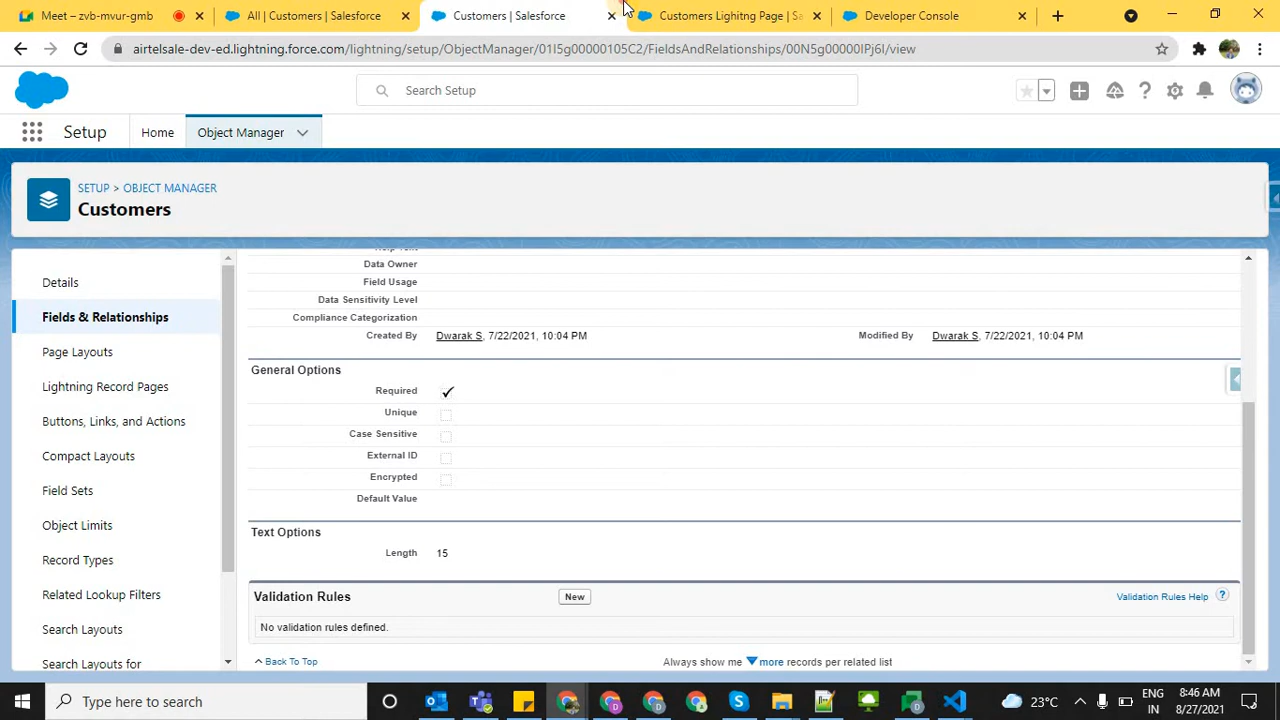 Meet – zvb-mvur-gmb
All | Customers | Salesforce
Customers | Salesforce
Customers Lighitng Page | Sa
Developer Console
airtelsale-dev-ed.lightning.force.com/lightning/setup/ObjectManager/01I5g00000105C2/FieldsAndRelationships/00N5g00000IPj6I/view
Search Setup
Setup
Home
Object Manager
SETUP > OBJECT MANAGER
Customers
Details
Fields & Relationships
Page Layouts
Lightning Record Pages
Buttons, Links, and Actions
Compact Layouts
Field Sets
Object Limits
Record Types
Related Lookup Filters
Search Layouts
Search Layouts for
Data Owner
Field Usage
Data Sensitivity Level
Compliance Categorization
Created By Dwarak S, 7/22/2021, 10:04 PM
Modified By Dwarak S, 7/22/2021, 10:04 PM
General Options
Required
Unique
Case Sensitive
External ID
Encrypted
Default Value
Text Options
Length 15
Validation Rules
New
Validation Rules Help ?
No validation rules defined.
Back To Top
Always show me more records per related list
Type here to search
23°C
ENG
IN
8:46 AM
8/27/2021